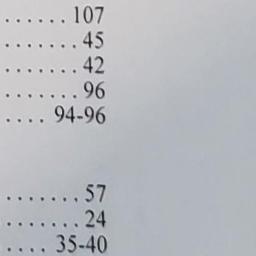 . . . . . . 107
. . . . . . . 45
. . . . . . . 42
. . . . . . . 96
. . . . 94-96
. . . . . . . 57
. . . . . . . 24
. . . . 35-40